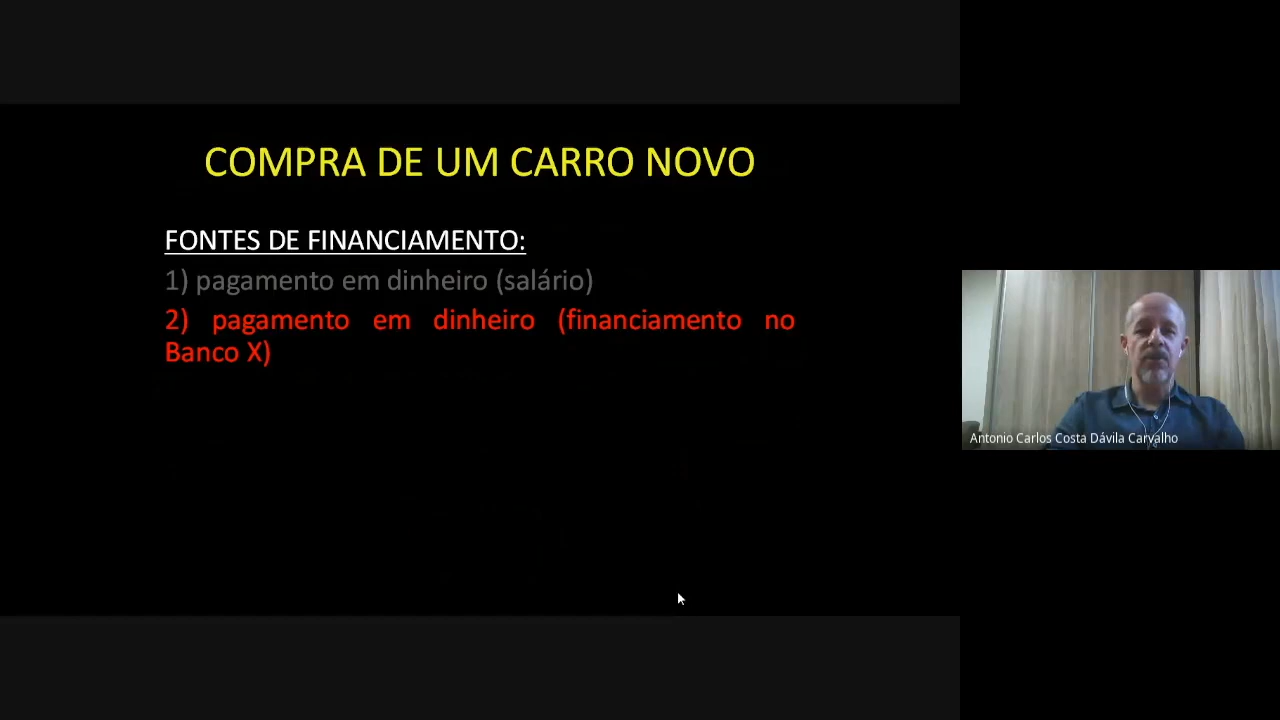 COMPRA DE UM CARRO NOVO
FONTES DE FINANCIAMENTO:
1) pagamento em dinheiro (salário)
2) pagamento em dinheiro (financiamento no
Banco X)
Antonio Carlos Costa Dávila Carvalho